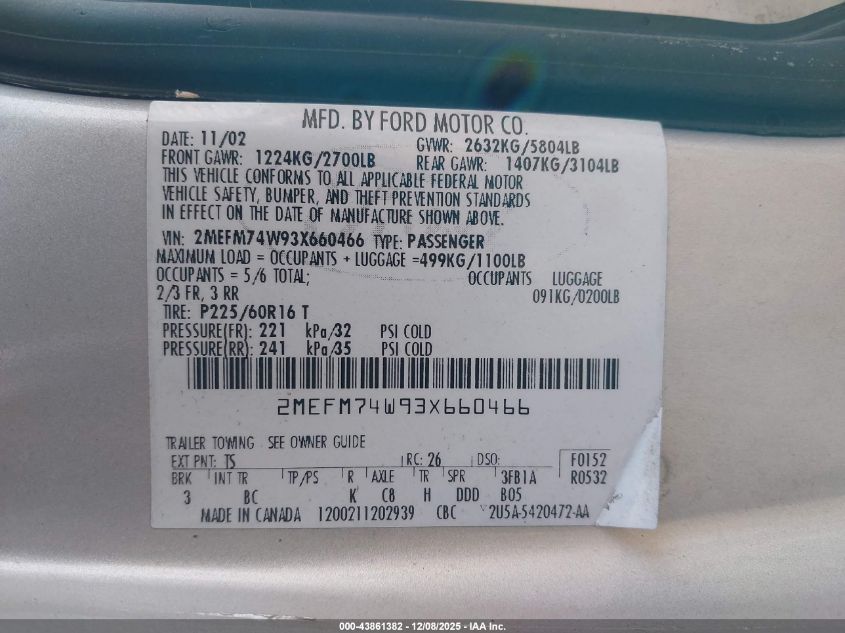 MFD. BY FORD MOTOR CO.
DATE: 11/02 GVWR: 2632KG/5804LB
FRONT GAWR: 1224KG/2700LB REAR GAWR: 1407KG/3104LB
THIS VEHICLE CONFORMS TO ALL APPLICABLE FEDERAL MOTOR
VEHICLE SAFETY, BUMPER, AND THEFT PREVENTION STANDARDS
IN EFFECT ON THE DATE OF MANUFACTURE SHOWN ABOVE.
VIN: 2MEFM74W93X660466 TYPE: PASSENGER
MAXIMUM LOAD = OCCUPANTS + LUGGAGE =499KG/1100LB
OCCUPANTS = 5/6 TOTAL; OCCUPANTS LUGGAGE
2/3 FR, 3 RR 091KG/0200LB
TIRE: P225/60R16 T
PRESSURE(FR): 221 kPa/32 PSI COLD
PRESSURE(RR): 241 kPa/35 PSI COLD
2MEFM74W93X660466
TRAILER TOWING SEE OWNER GUIDE
EXT PNT: TS RC: 26 DSO: F0152
BRK INT TR TP/PS R AXLE TR SPR 3FB1A R0532
3 BC K C8 H DDD B05
MADE IN CANADA 1200211202939 CBC 2U5A-5420472-AA
000-43861382 - 12/08/2025 - IAA Inc.